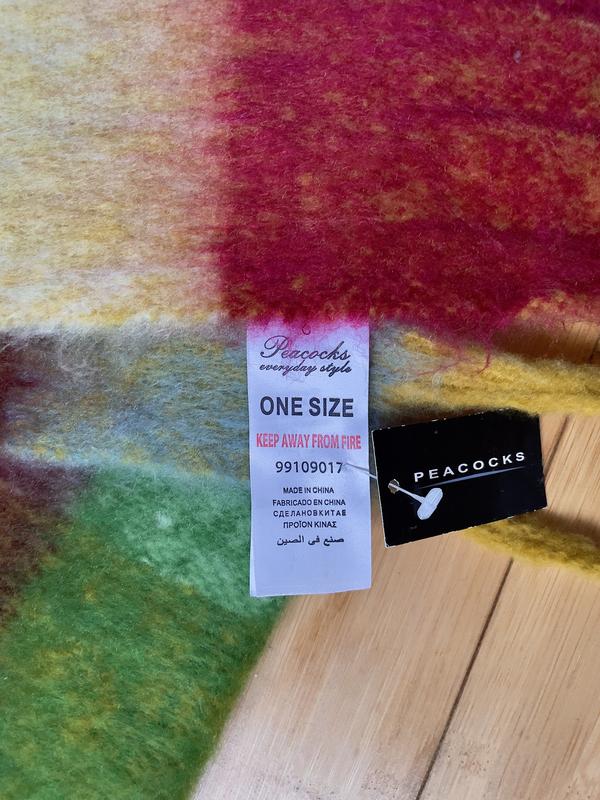 Peacocks
everyday style
ONE SIZE
KEEP AWAY FROM FIRE
99109017
MADE IN CHINA
FABRICADO EN CHINA
СДЕЛАНОВКИТАЕ
ΠΡΟΪΟΝ ΚΙΝΑΣ
صنع في الصين
PEACOCKS